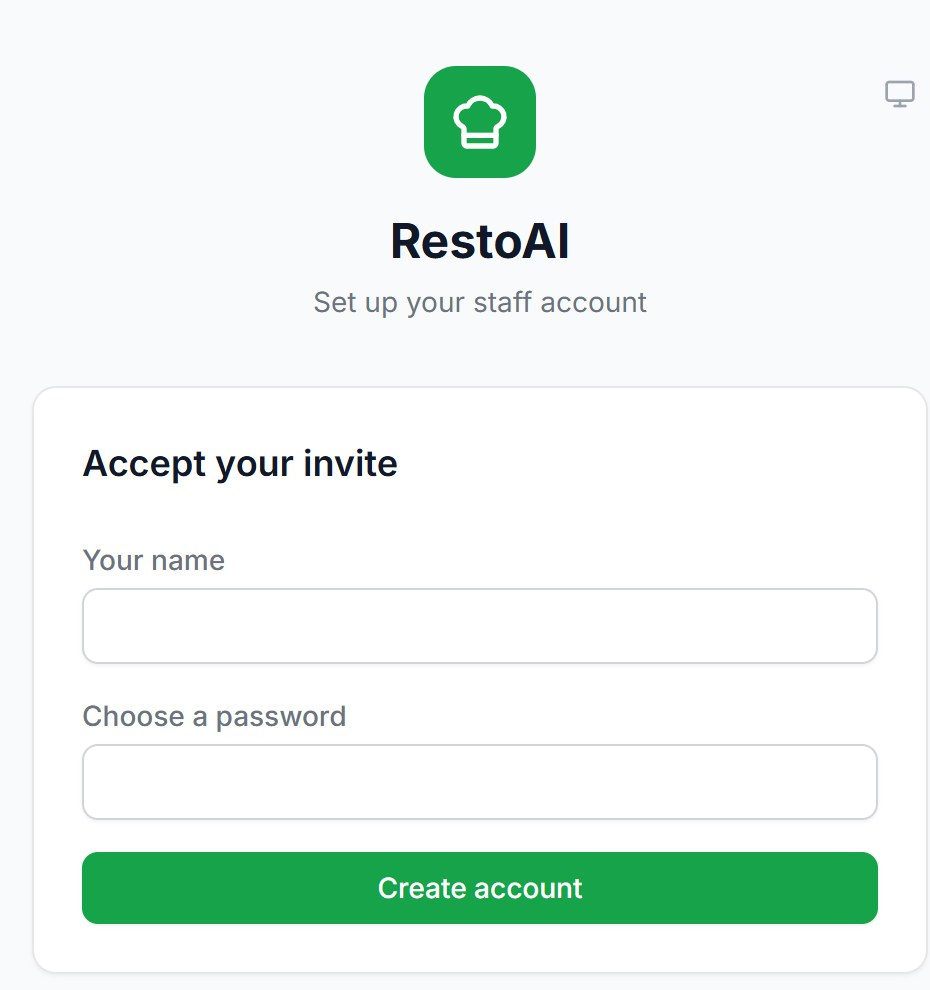 RestoAI
Set up your staff account
Accept your invite
Your name
Choose a password
Create account